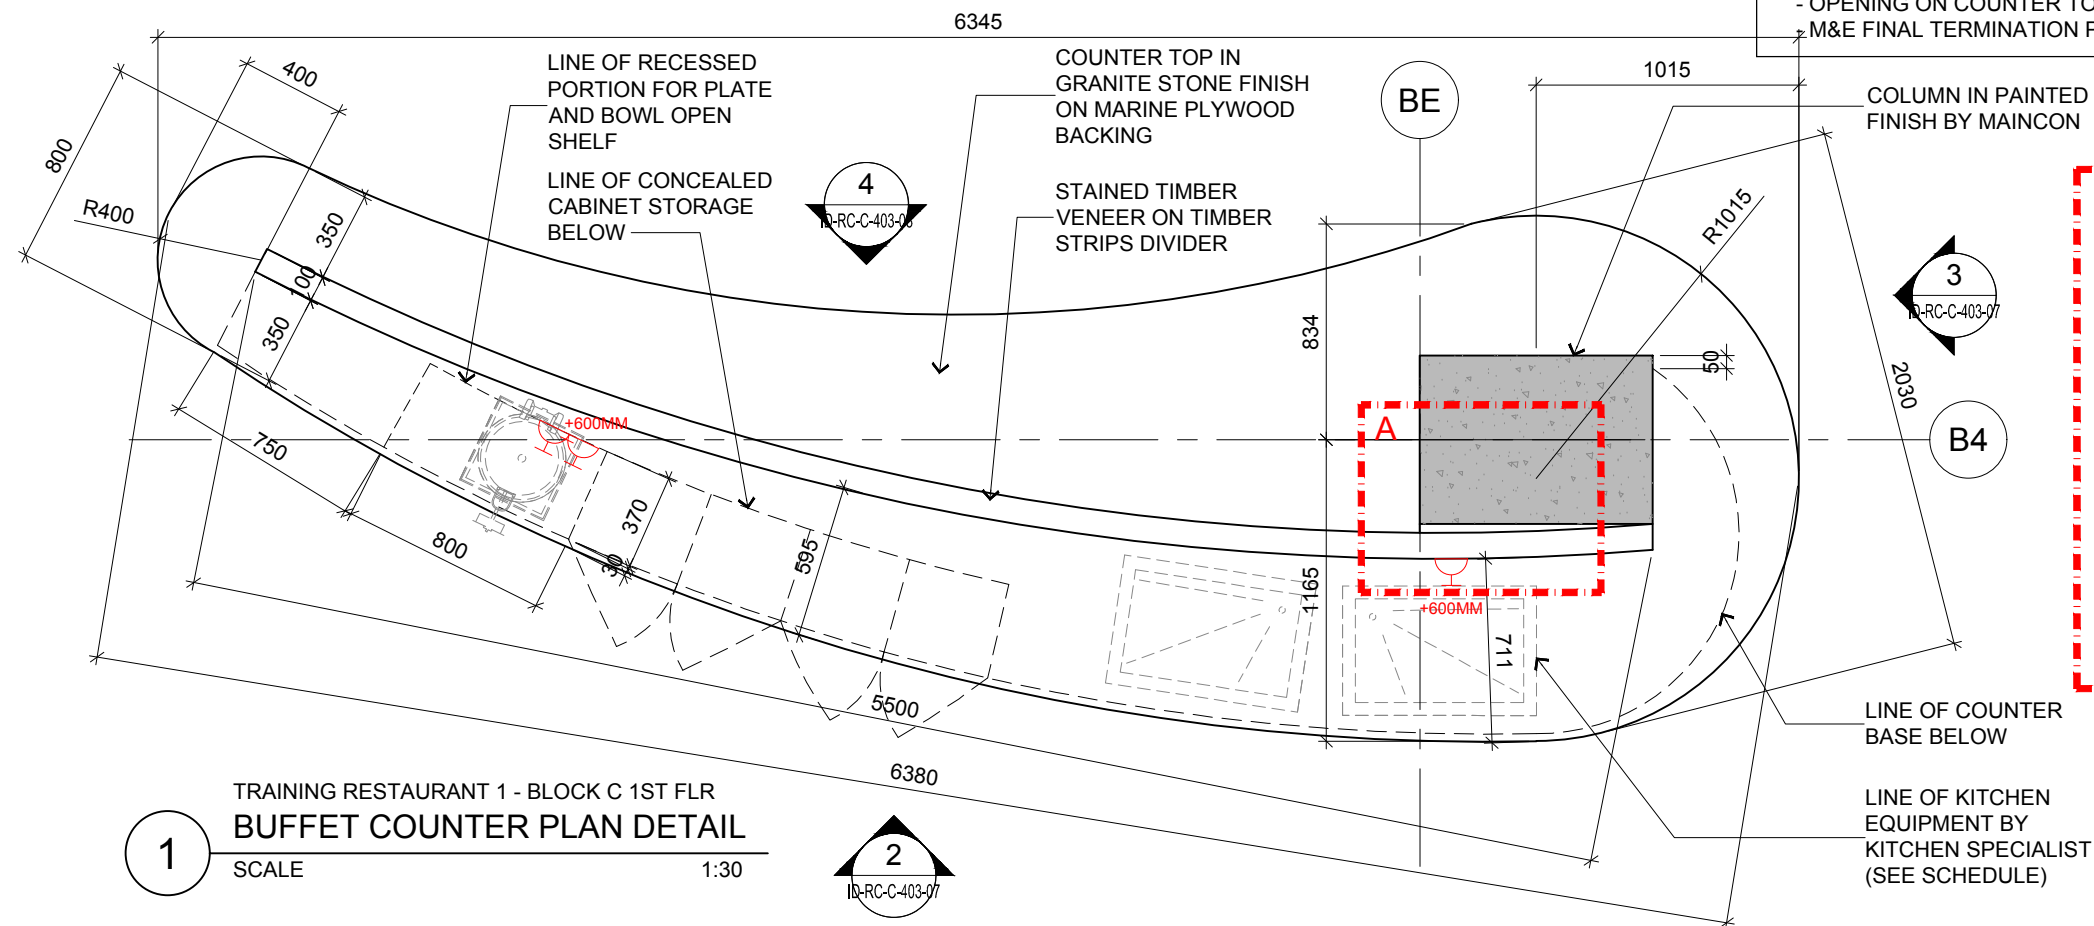 6345
- OPENING ON COUNTER TO
- M&E FINAL TERMINATION P
400
800
R400
350
100
350
LINE OF RECESSED
PORTION FOR PLATE
AND BOWL OPEN
SHELF
LINE OF CONCEALED
CABINET STORAGE
BELOW
4
COUNTER TOP IN
GRANITE STONE FINISH
ON MARINE PLYWOOD
BACKING
STAINED TIMBER
VENEER ON TIMBER
STRIPS DIVIDER
BE
1015
COLUMN IN PAINTED
FINISH BY MAINCON
R1015
3
ID-RC-C-403-07
834
50
2030
B4
A
+600MM
+600MM
750
800
370
30
595
1165
711
5500
6380
LINE OF COUNTER
BASE BELOW
LINE OF KITCHEN
EQUIPMENT BY
KITCHEN SPECIALIST
(SEE SCHEDULE)
1
TRAINING RESTAURANT 1 - BLOCK C 1ST FLR
BUFFET COUNTER PLAN DETAIL
SCALE 1:30
2
ID-RC-C-403-07